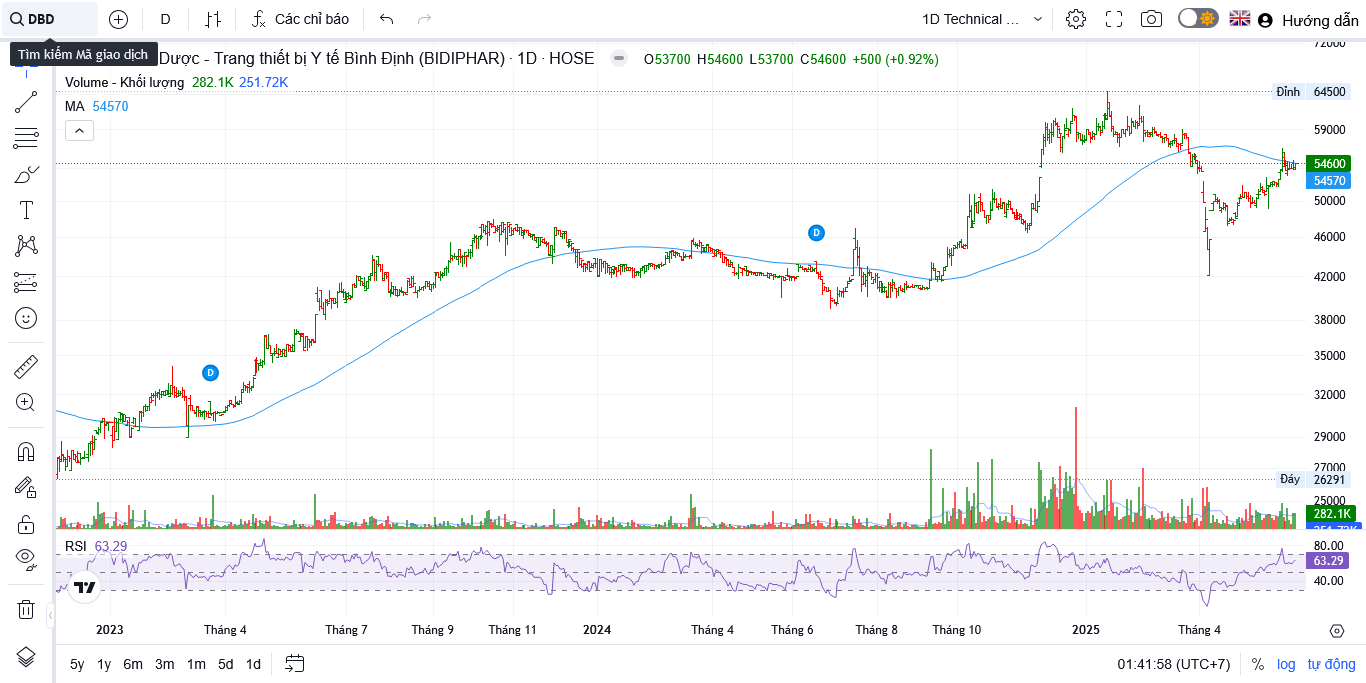 DBD
D
Các chỉ báo
1D Technical ...
Hướng dẫn
Tìm kiếm Mã giao dịch
Dược - Trang thiết bị Y tế Bình Định (BIDIPHAR) · 1D · HOSE
O53700 H54600 L53700 C54600 +500 (+0.92%)
Volume - Khối lượng 282.1K 251.72K
MA 54570
72000
Đỉnh 64500
59000
54600
54570
50000
D
46000
42000
38000
35000
D
32000
29000
27000
Đáy 26291
25000
282.1K
251.72K
RSI 63.29
80.00
63.29
40.00
2023 Tháng 4 Tháng 7 Tháng 9 Tháng 11 2024 Tháng 4 Tháng 6 Tháng 8 Tháng 10 2025 Tháng 4
5y 1y 6m 3m 1m 5d 1d
01:41:58 (UTC+7) % log tự động